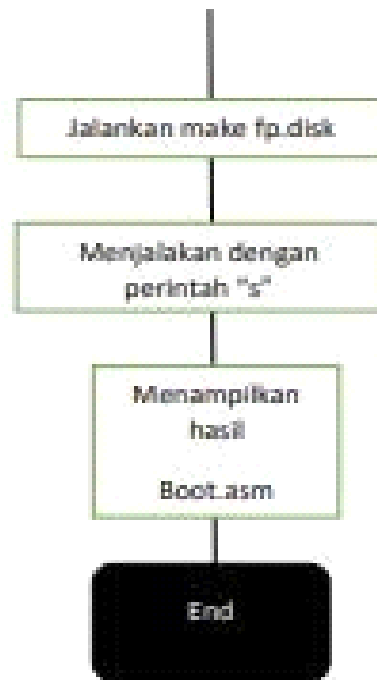 Jalankan make fp.disk
Menjalakan dengan
perintah "s"
Menampilkan
hasil
Boot.asm
End